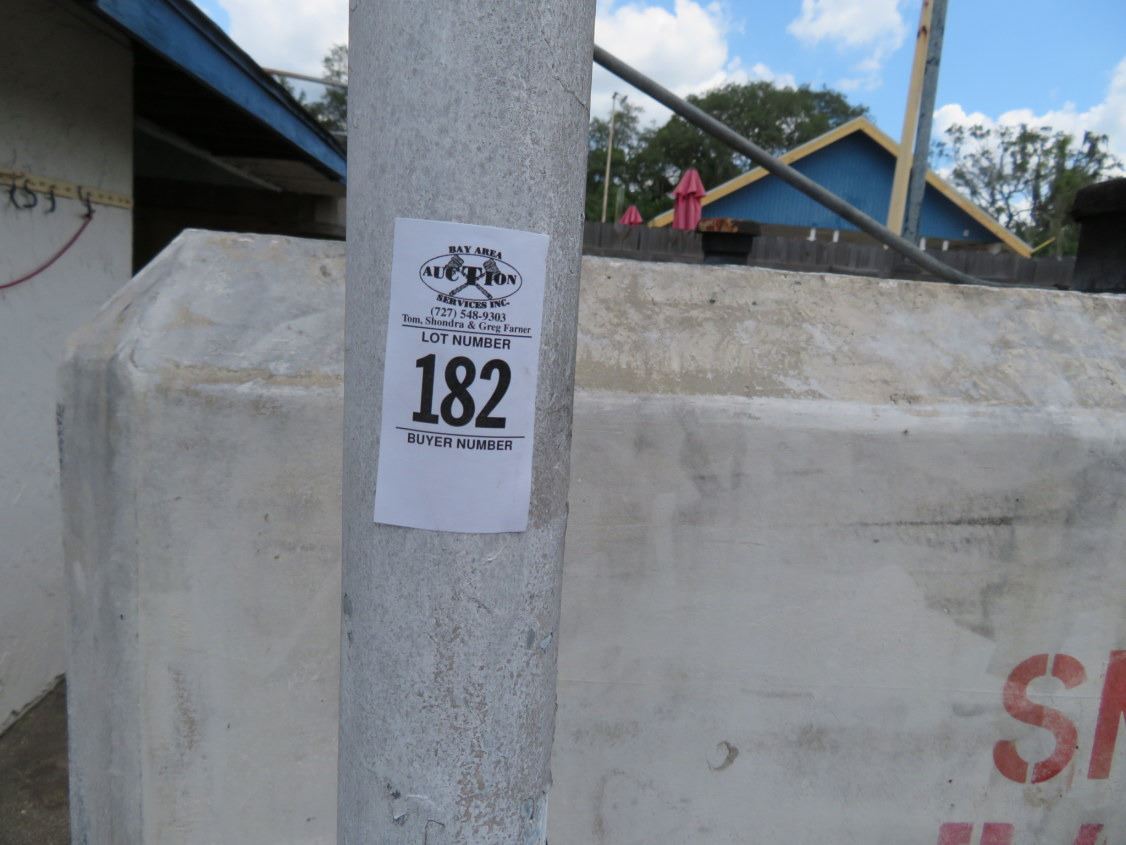 BAY AREA
AUCTION
SERVICES INC.
(727) 548-9303
Tom, Shondra & Greg Farner
LOT NUMBER
182
BUYER NUMBER